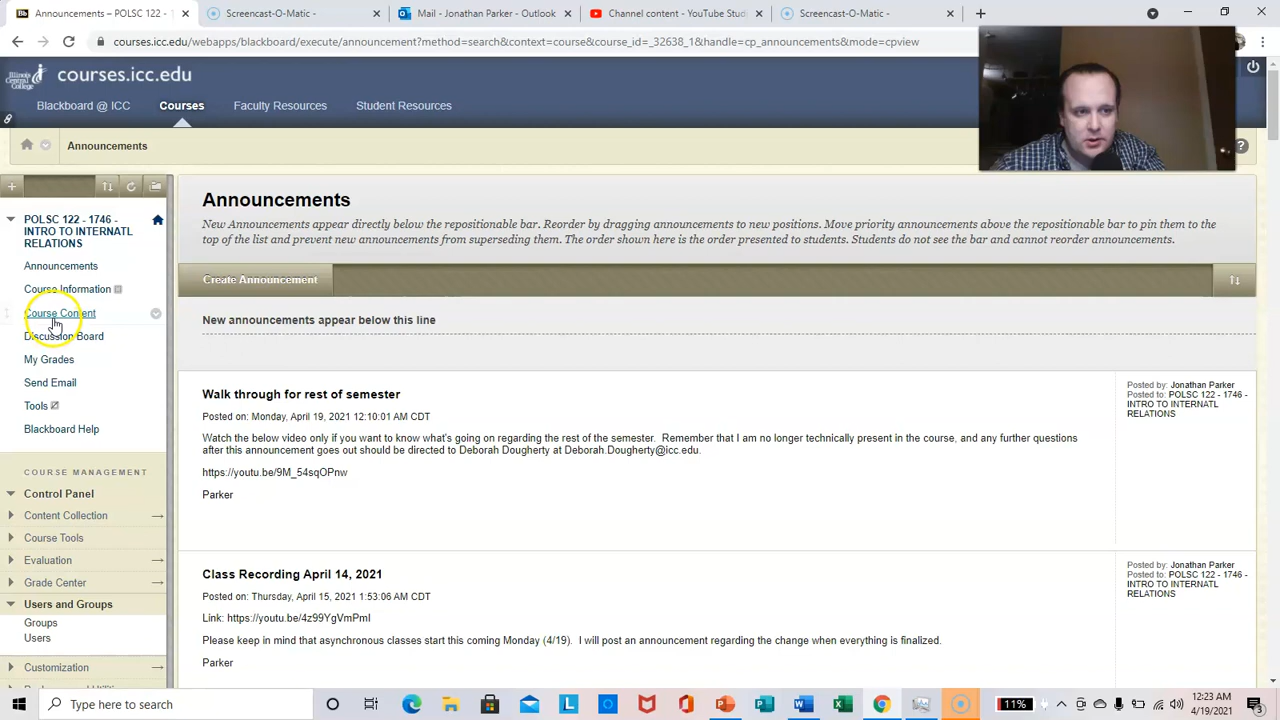 Announcements – POLSC 122 -
Screencast-O-Matic -
Mail - Jonathan Parker - Outlook
Channel content - YouTube Studi
Screencast-O-Matic -
courses.icc.edu/webapps/blackboard/execute/announcement?method=search&context=course&course_id=_32638_1&handle=cp_announcements&mode=cpview
Illinois Central College
courses.icc.edu
Blackboard @ ICC
Courses
Faculty Resources
Student Resources
Announcements
POLSC 122 - 1746 -
INTRO TO INTERNATL
RELATIONS
Announcements
Course Information
Course Content
Discussion Board
My Grades
Send Email
Tools
Blackboard Help
COURSE MANAGEMENT
Control Panel
Content Collection
Course Tools
Evaluation
Grade Center
Users and Groups
Groups
Users
Customization
Announcements
New Announcements appear directly below the repositionable bar. Reorder by dragging announcements to new positions. Move priority announcements above the repositionable bar to pin them to
top of the list and prevent new announcements from superseding them. The order shown here is the order presented to students. Students do not see the bar and cannot reorder announcements.
Create Announcement
New announcements appear below this line
Walk through for rest of semester
Posted on: Monday, April 19, 2021 12:10:01 AM CDT
Watch the below video only if you want to know what's going on regarding the rest of the semester. Remember that I am no longer technically present in the course, and any further questions
after this announcement goes out should be directed to Deborah Dougherty at Deborah.Dougherty@icc.edu.
https://youtu.be/9M_54sqOPnw
Parker
Posted by: Jonathan Parker
Posted to: POLSC 122 - 1746 -
INTRO TO INTERNATL
RELATIONS
Class Recording April 14, 2021
Posted on: Thursday, April 15, 2021 1:53:06 AM CDT
Link: https://youtu.be/4z99YgVmPmI
Please keep in mind that asynchronous classes start this coming Monday (4/19). I will post an announcement regarding the change when everything is finalized.
Parker
Posted by: Jonathan Parker
Posted to: POLSC 122 - 1746 -
INTRO TO INTERNATL
RELATIONS
Type here to search
11%
12:23 AM
4/19/2021
3